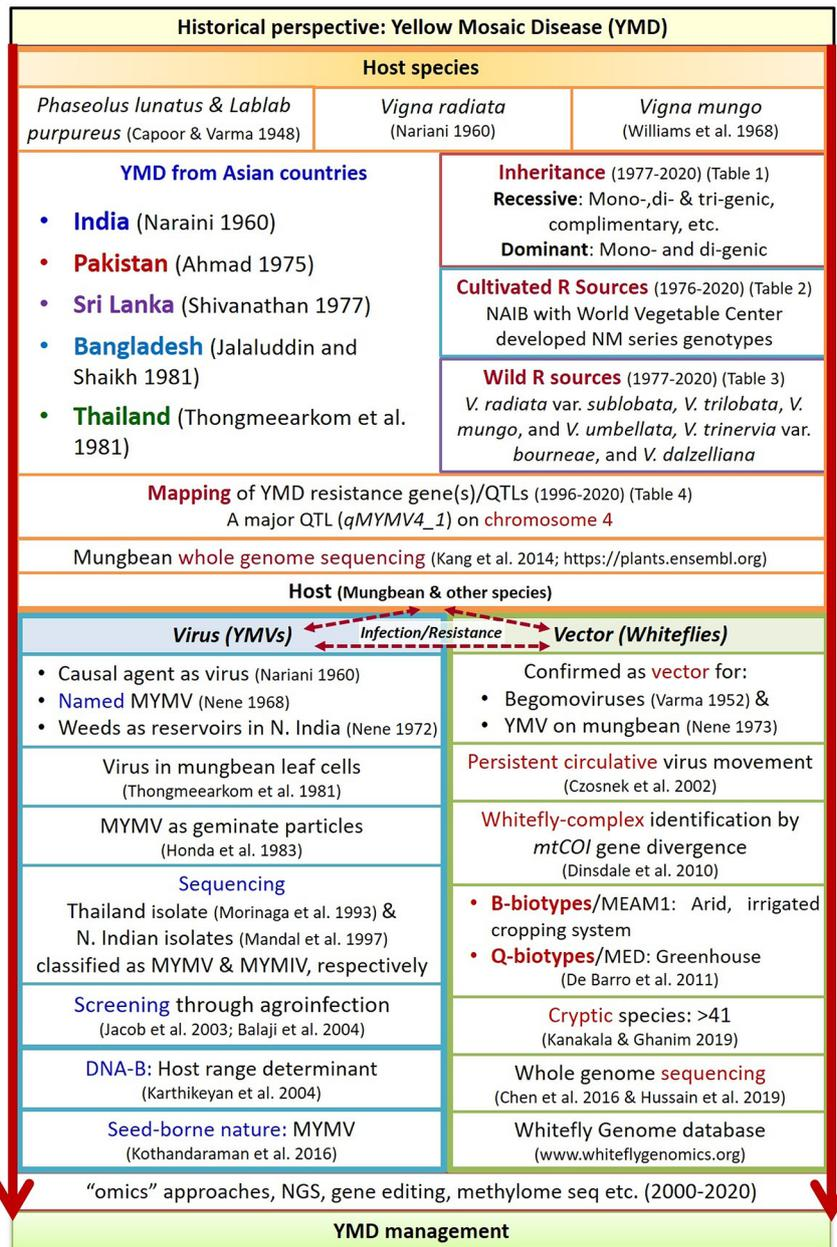 Historical perspective: Yellow Mosaic Disease (YMD)
Host species
Phaseolus lunatus & Lablab
purpureus (Capoor & Varma 1948)
Vigna radiata
(Nariani 1960)
Vigna mungo
(Williams et al. 1968)
YMD from Asian countries
• India (Naraini 1960)
• Pakistan (Ahmad 1975)
• Sri Lanka (Shivanathan 1977)
• Bangladesh (Jalaluddin and
Shaikh 1981)
• Thailand (Thongmeearkom et al.
1981)
Inheritance (1977-2020) (Table 1)
Recessive: Mono-,di- & tri-genic,
complimentary, etc.
Dominant: Mono- and di-genic
Cultivated R Sources (1976-2020) (Table 2)
NAIB with World Vegetable Center
developed NM series genotypes
Wild R sources (1977-2020) (Table 3)
V. radiata var. sublobata, V. trilobata, V.
mungo, and V. umbellata, V. trinervia var.
bourneae, and V. dalzelliana
Mapping of YMD resistance gene(s)/QTLs (1996-2020) (Table 4)
A major QTL (qMYMV4_1) on chromosome 4
Mungbean whole genome sequencing (Kang et al. 2014; https://plants.ensembl.org)
Host (Mungbean & other species)
Virus (YMVs)
Infection/Resistance
Vector (Whiteflies)
• Causal agent as virus (Nariani 1960)
• Named MYMV (Nene 1968)
• Weeds as reservoirs in N. India (Nene 1972)
Virus in mungbean leaf cells
(Thongmeearkom et al. 1981)
MYMV as geminate particles
(Honda et al. 1983)
Sequencing
Thailand isolate (Morinaga et al. 1993) &
N. Indian isolates (Mandal et al. 1997)
classified as MYMV & MYMIV, respectively
Screening through agroinfection
(Jacob et al. 2003; Balaji et al. 2004)
DNA-B: Host range determinant
(Karthikeyan et al. 2004)
Seed-borne nature: MYMV
(Kothandaraman et al. 2016)
Confirmed as vector for:
• Begomoviruses (Varma 1952) &
• YMV on mungbean (Nene 1973)
Persistent circulative virus movement
(Czosnek et al. 2002)
Whitefly-complex identification by
mtCOI gene divergence
(Dinsdale et al. 2010)
• B-biotypes/MEAM1: Arid, irrigated
cropping system
• Q-biotypes/MED: Greenhouse
(De Barro et al. 2011)
Cryptic species: >41
(Kanakala & Ghanim 2019)
Whole genome sequencing
(Chen et al. 2016 & Hussain et al. 2019)
Whitefly Genome database
(www.whiteflygenomics.org)
“omics” approaches, NGS, gene editing, methylome seq etc. (2000-2020)
YMD management